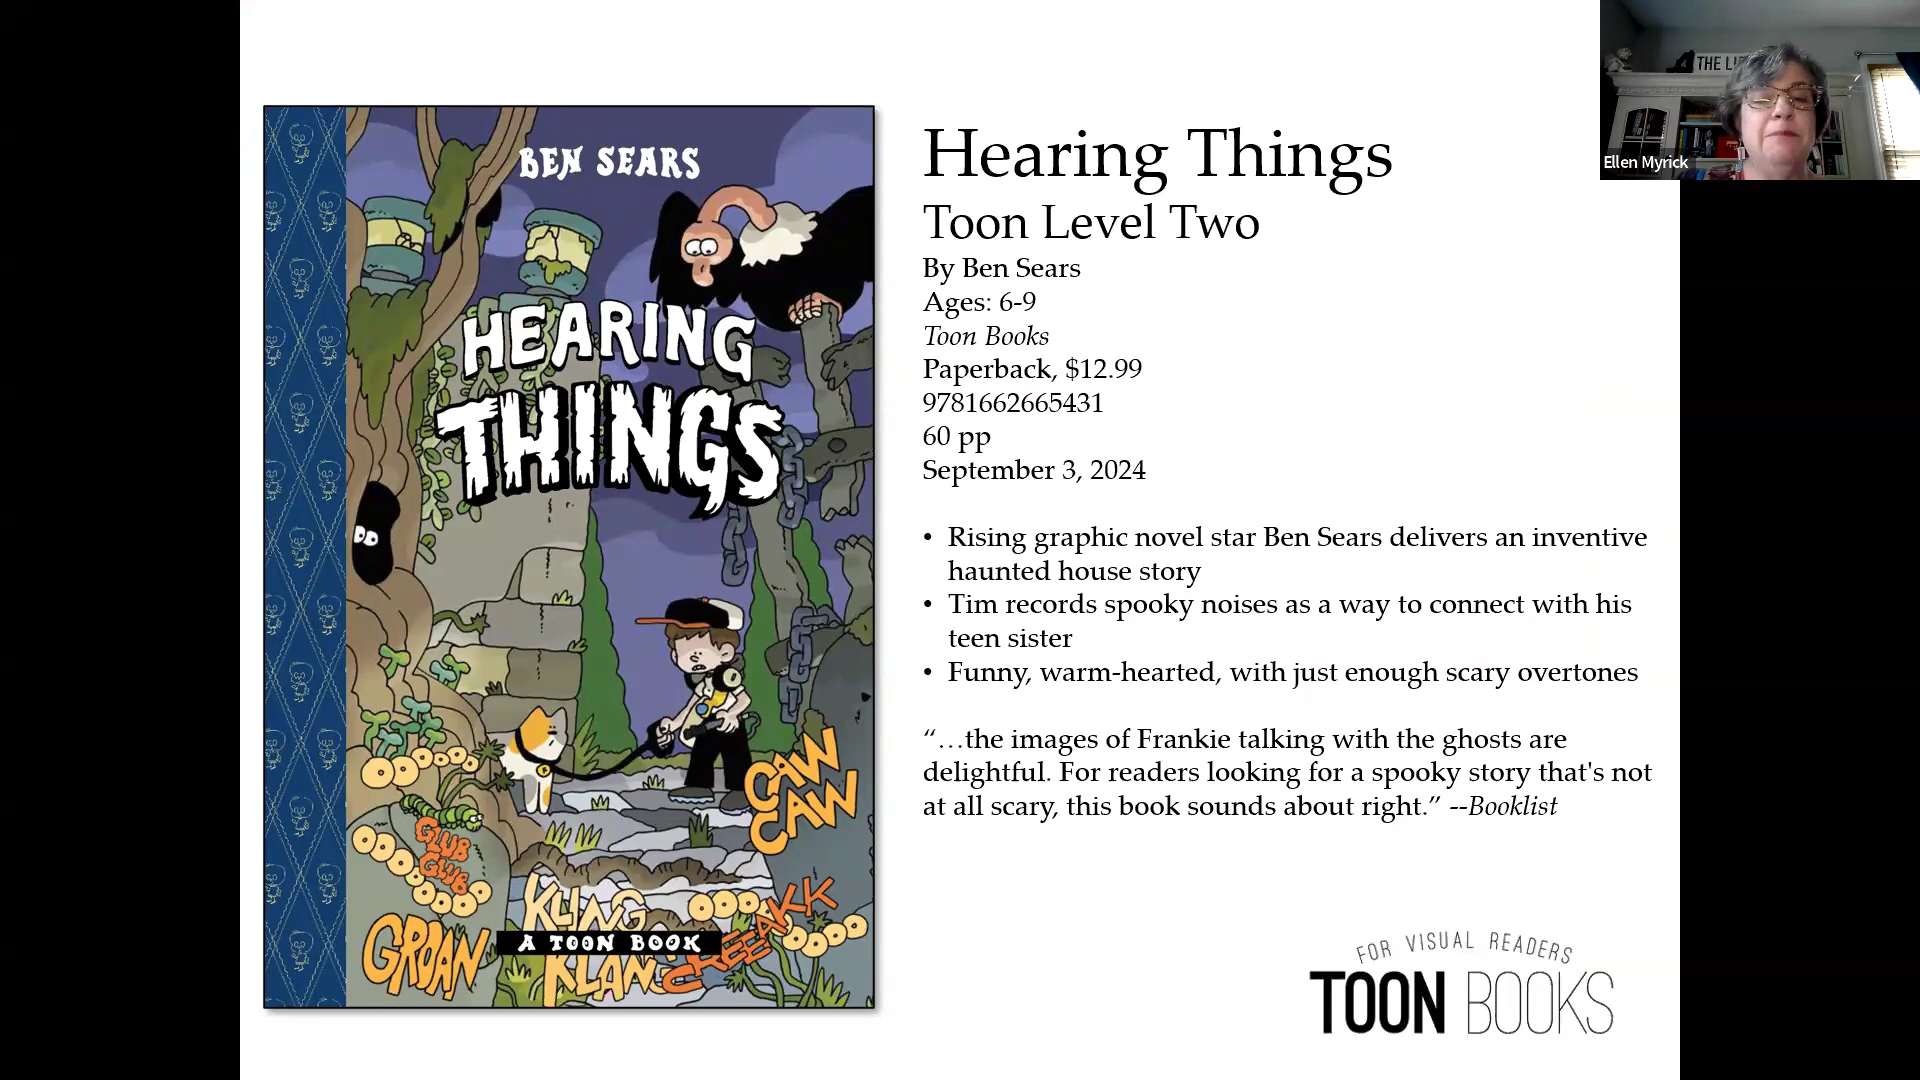 THE LI
Ellen Myrick
BEN SEARS
HEARING
THINGS
CAW
CAW
GLUB
GLUB
KLING
KLANG
CREEEAKK
GROAN
A TOON BOOK
Hearing Things
Toon Level Two
By Ben Sears
Ages: 6-9
Toon Books
Paperback, $12.99
9781662665431
60 pp
September 3, 2024
• Rising graphic novel star Ben Sears delivers an inventive
haunted house story
• Tim records spooky noises as a way to connect with his
teen sister
• Funny, warm-hearted, with just enough scary overtones
“…the images of Frankie talking with the ghosts are
delightful. For readers looking for a spooky story that's not
at all scary, this book sounds about right.” --Booklist
FOR VISUAL READERS
TOON BOOKS